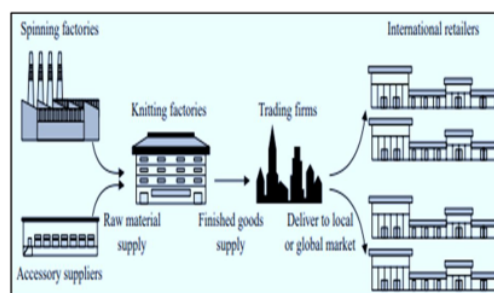 Spinning factories
International retailers
Knitting factories
Trading firms
Raw material
supply
Finished goods
supply
Deliver to local
or global market
Accessory suppliers